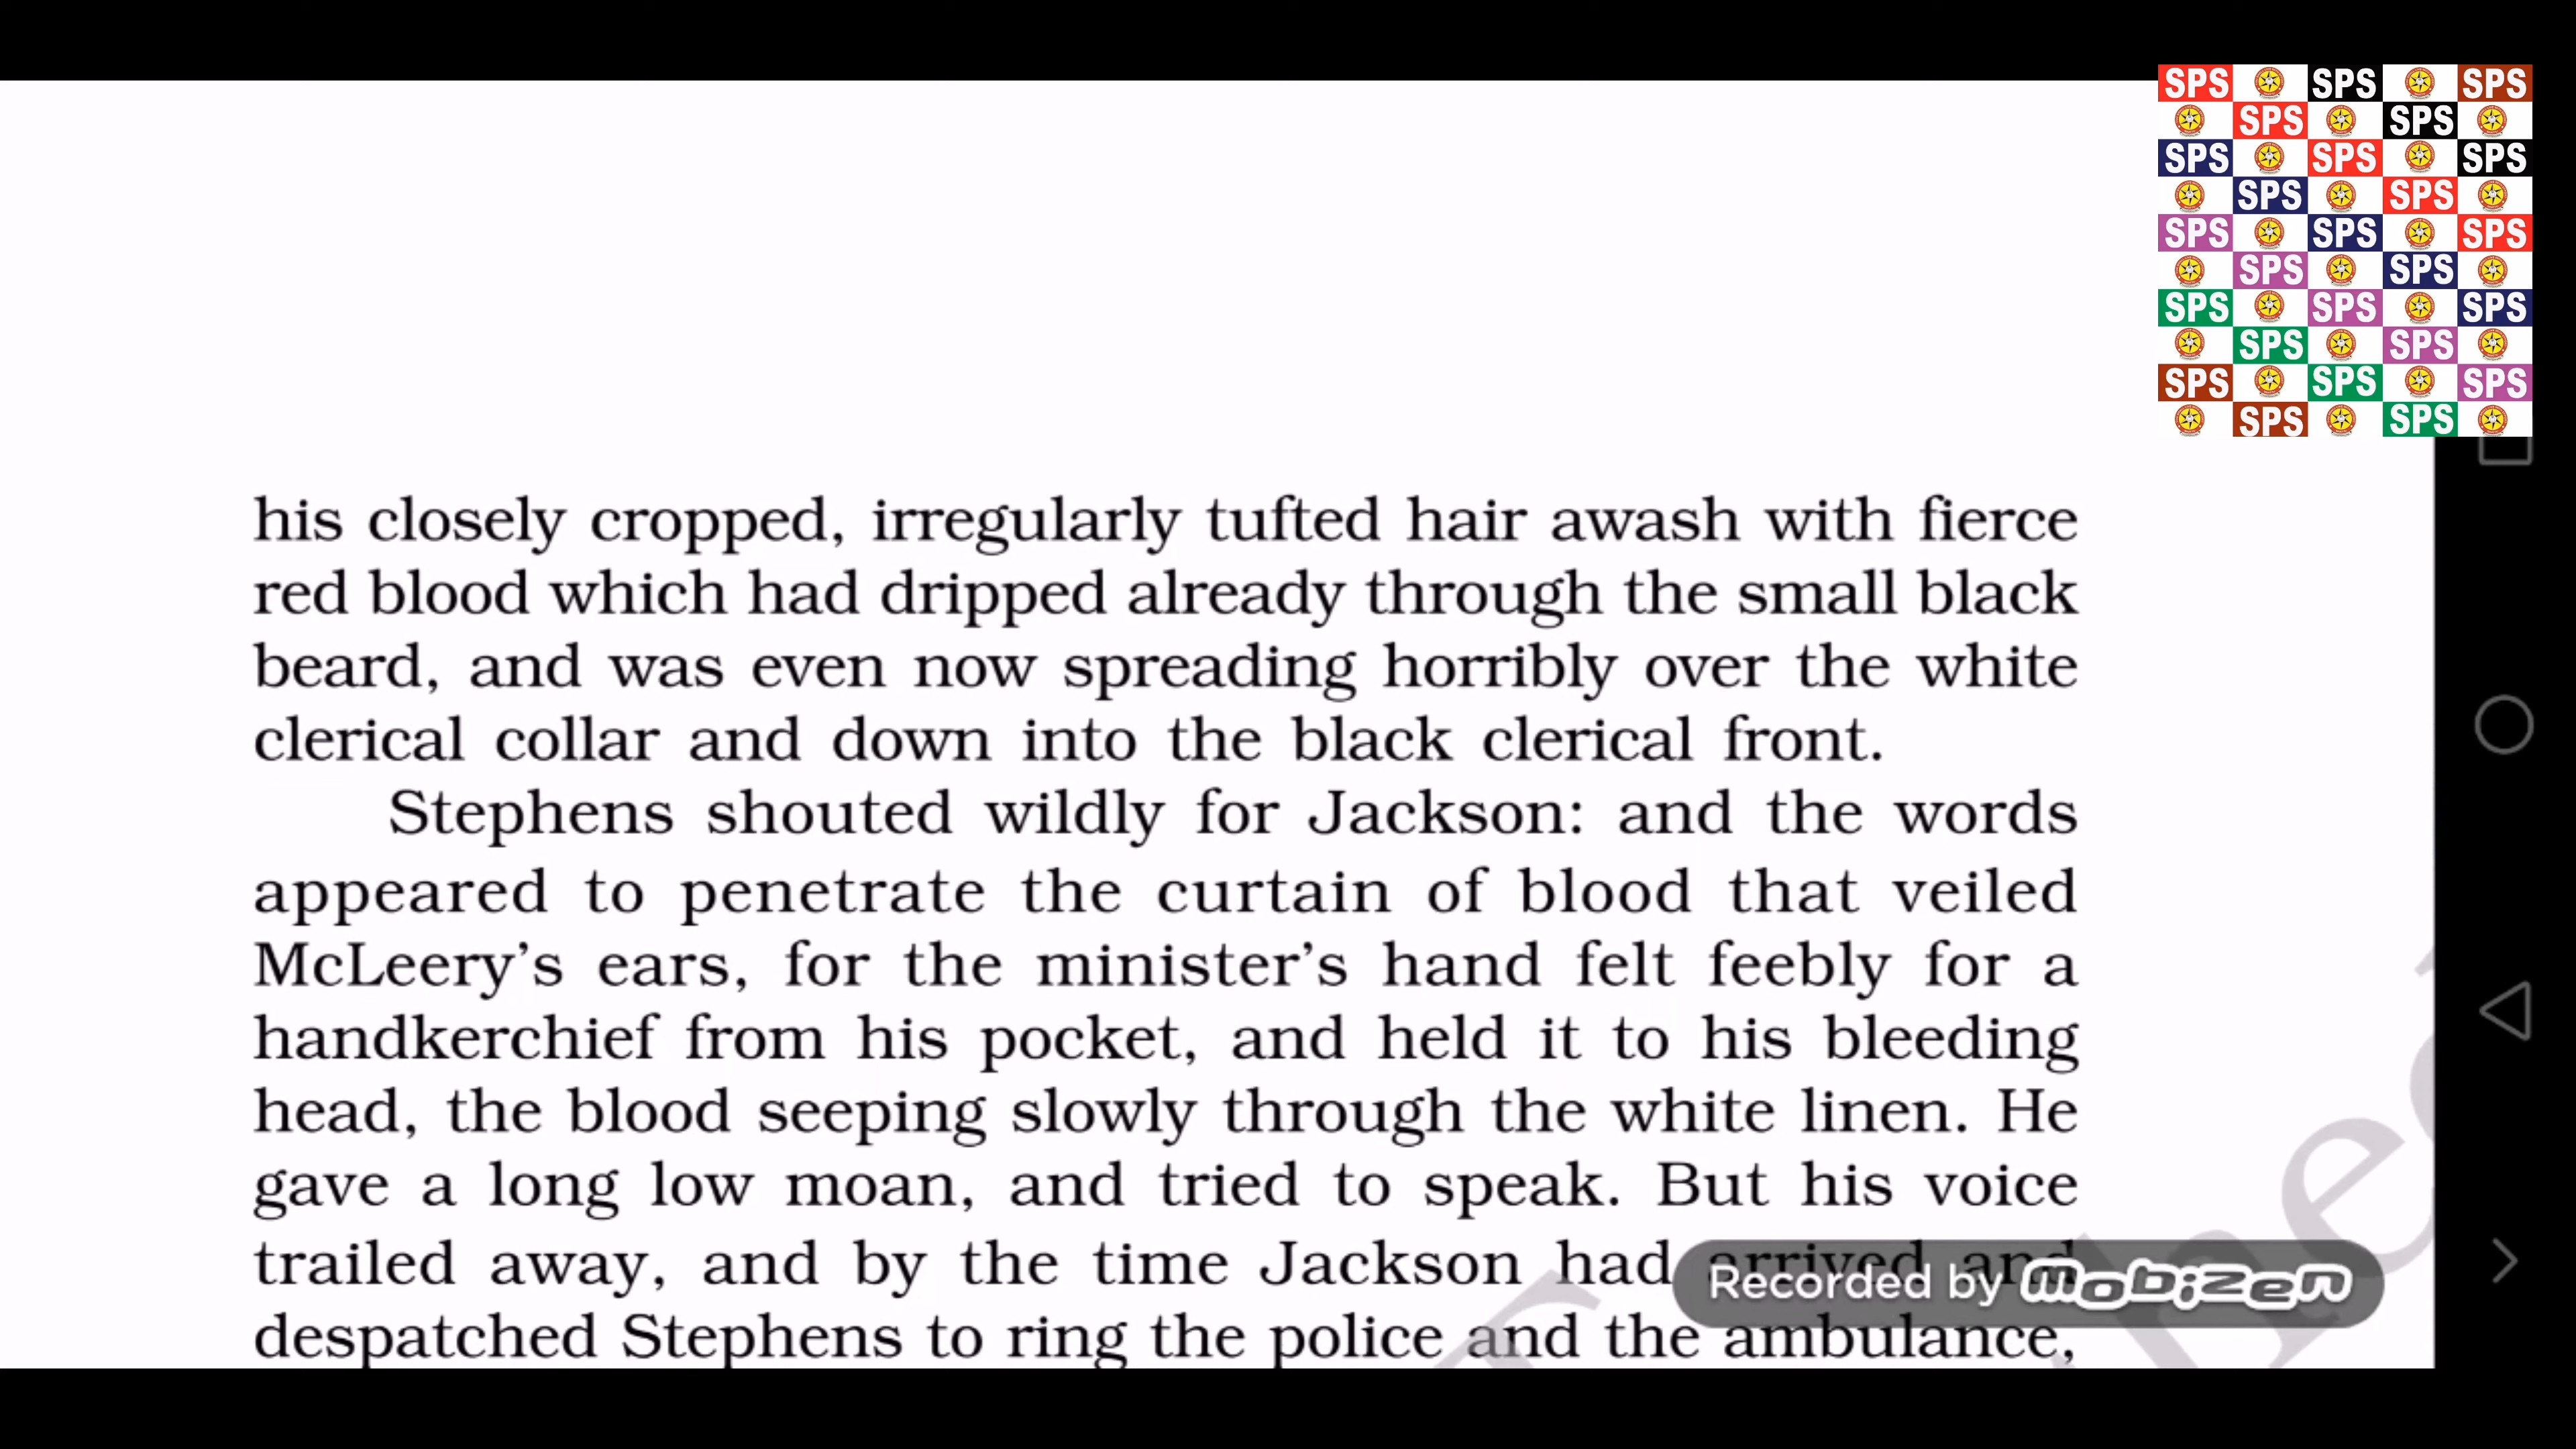 SPS SPS SPS
SPS SPS
SPS SPS SPS
SPS SPS
SPS SPS SPS
SPS SPS
SPS SPS SPS
SPS SPS
SPS SPS SPS
SPS SPS
his closely cropped, irregularly tufted hair awash with fierce
red blood which had dripped already through the small black
beard, and was even now spreading horribly over the white
clerical collar and down into the black clerical front.
Stephens shouted wildly for Jackson: and the words
appeared to penetrate the curtain of blood that veiled
McLeery's ears, for the minister's hand felt feebly for a
handkerchief from his pocket, and held it to his bleeding
head, the blood seeping slowly through the white linen. He
gave a long low moan, and tried to speak. But his voice
trailed away, and by the time Jackson had arrived and
Recorded by mobizen
despatched Stephens to ring the police and the ambulance,